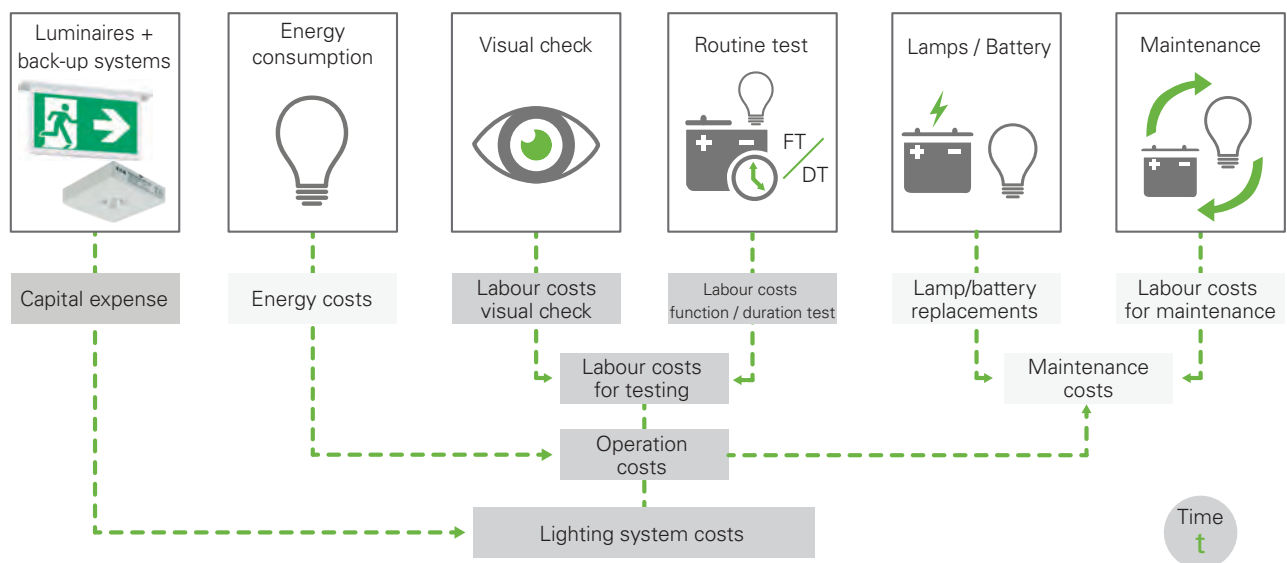 Luminaires +
back-up systems
Energy
consumption
Visual check
Routine test
FT
DT
Lamps / Battery
Maintenance
Capital expense
Energy costs
Labour costs
visual check
Labour costs
function / duration test
Lamp/battery
replacements
Labour costs
for maintenance
Labour costs
for testing
Maintenance
costs
Operation
costs
Lighting system costs
Time
t